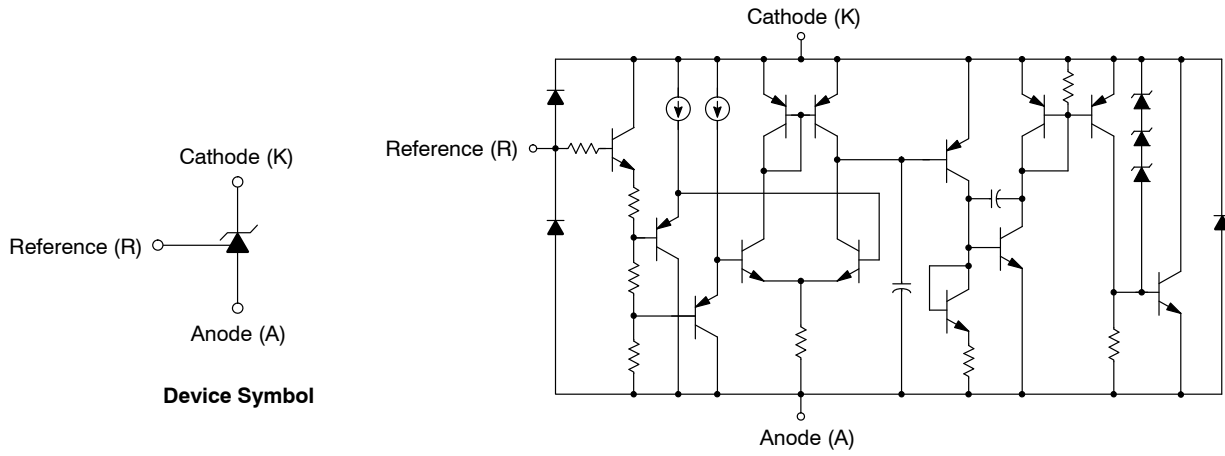 Cathode (K)
Reference (R)
Anode (A)
Device Symbol
Cathode (K)
Reference (R)
Anode (A)